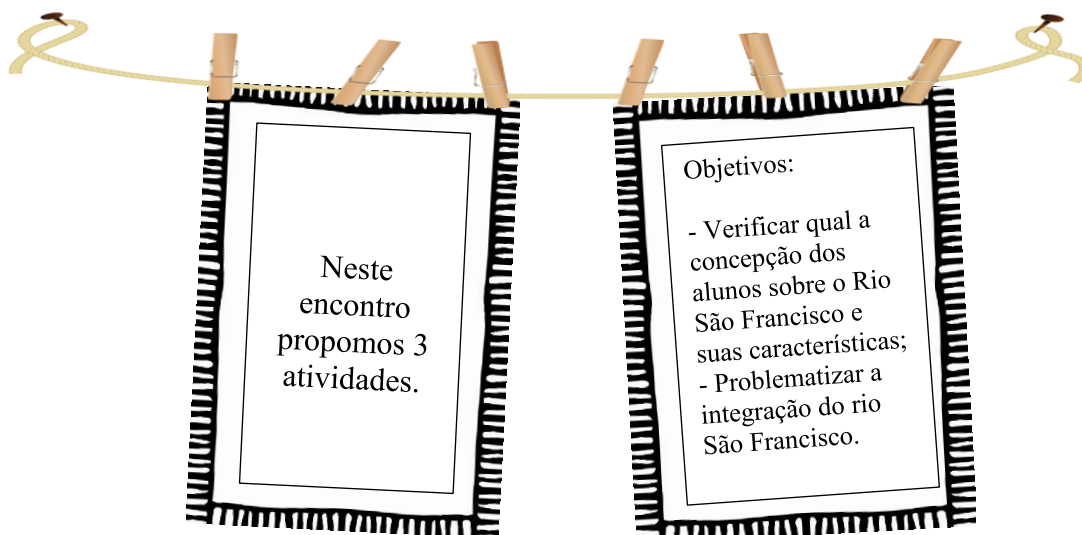 Neste
encontro
propomos 3
atividades.
Objetivos:
- Verificar qual a
concepção dos
alunos sobre o Rio
São Francisco e
suas características;
- Problematizar a
integração do rio
São Francisco.